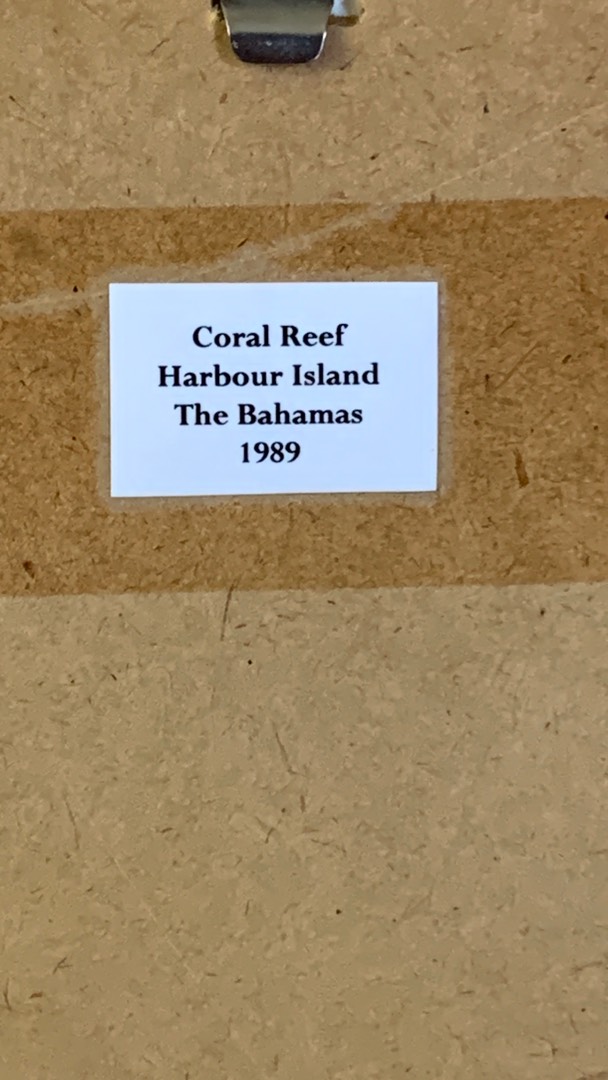 Coral Reef
Harbour Island
The Bahamas
1989